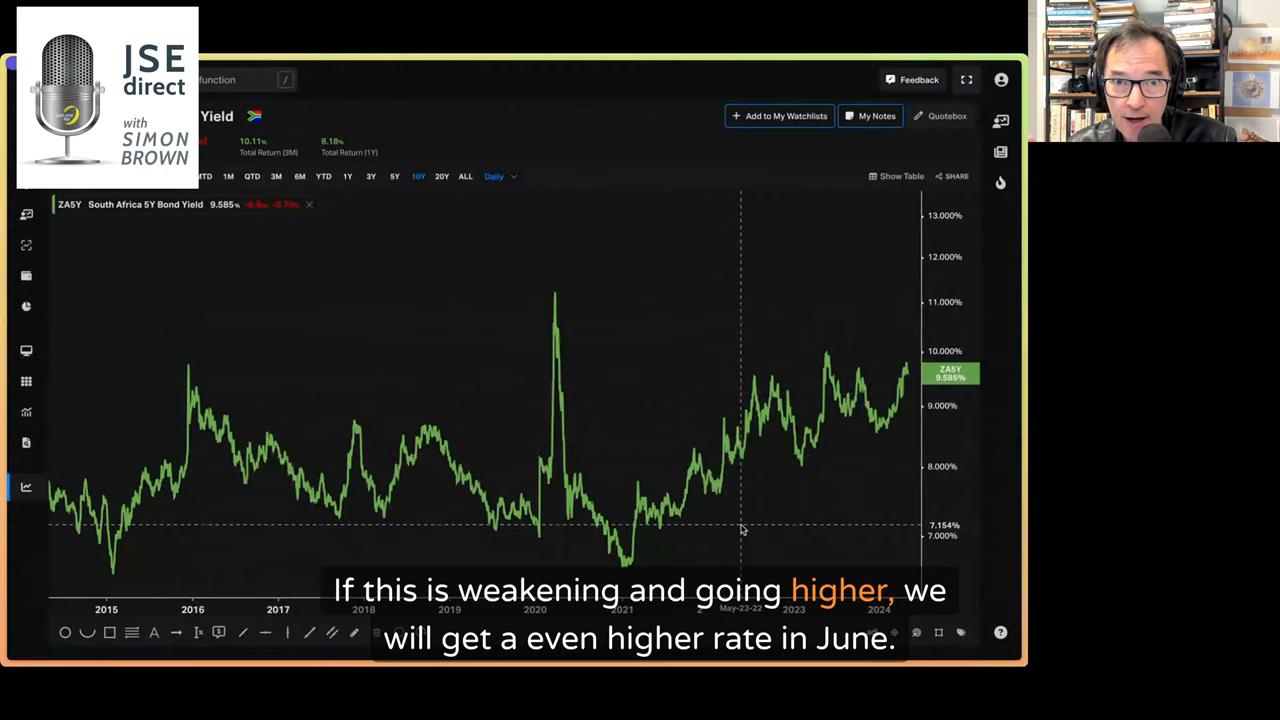 JSE
direct
with
SIMON
BROWN
function
/
Feedback
Yield
+ Add to My Watchlists
My Notes
Quotebox
10.11%
8.18%
Total Return (3M)
Total Return (1Y)
MTD 1M QTD 3M 6M YTD 1Y 3Y 5Y 10Y 20Y ALL Daily
Show Table
SHARE
ZA5Y South Africa 5Y Bond Yield 9.585%
13.000%
12.000%
11.000%
10.000%
ZA5Y
9.585%
9.000%
8.000%
7.154%
7.000%
If this is weakening and going higher, we
will get a even higher rate in June.
2015 2016 2017 2018 2019 2020 2021 May-23-22 2023 2024
A